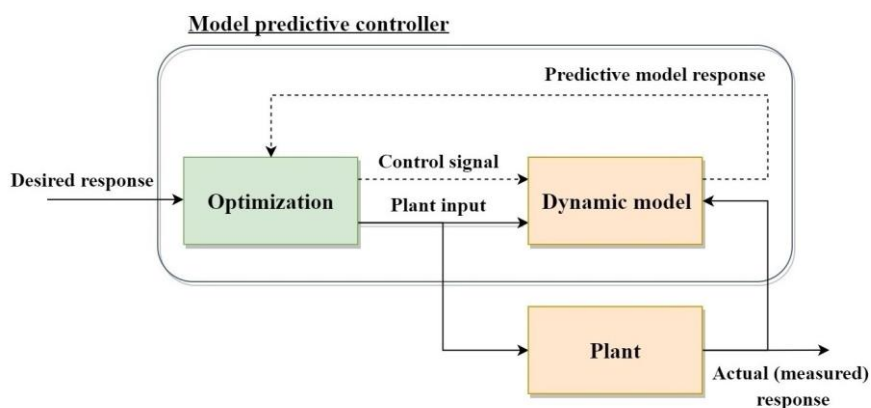 Model predictive controller
Predictive model response
Control signal
Desired response
Optimization
Plant input
Dynamic model
Plant
Actual (measured)
response